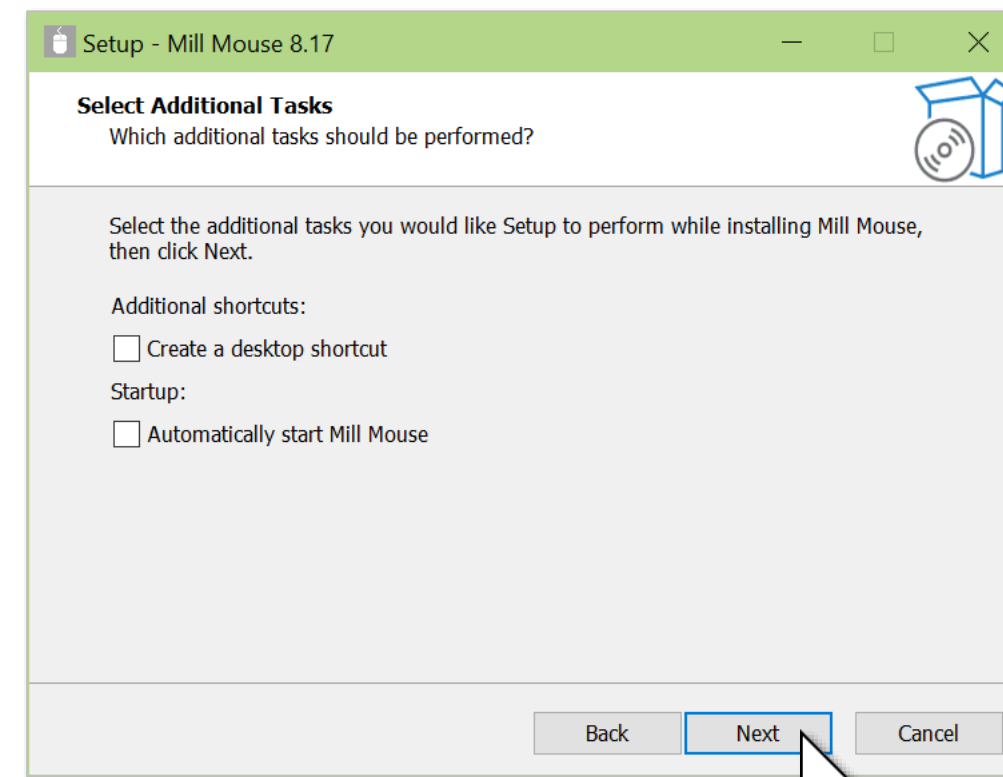 Setup - Mill Mouse 8.17
Select Additional Tasks
Which additional tasks should be performed?
Select the additional tasks you would like Setup to perform while installing Mill Mouse,
then click Next.
Additional shortcuts:
Create a desktop shortcut
Startup:
Automatically start Mill Mouse
Back Next Cancel